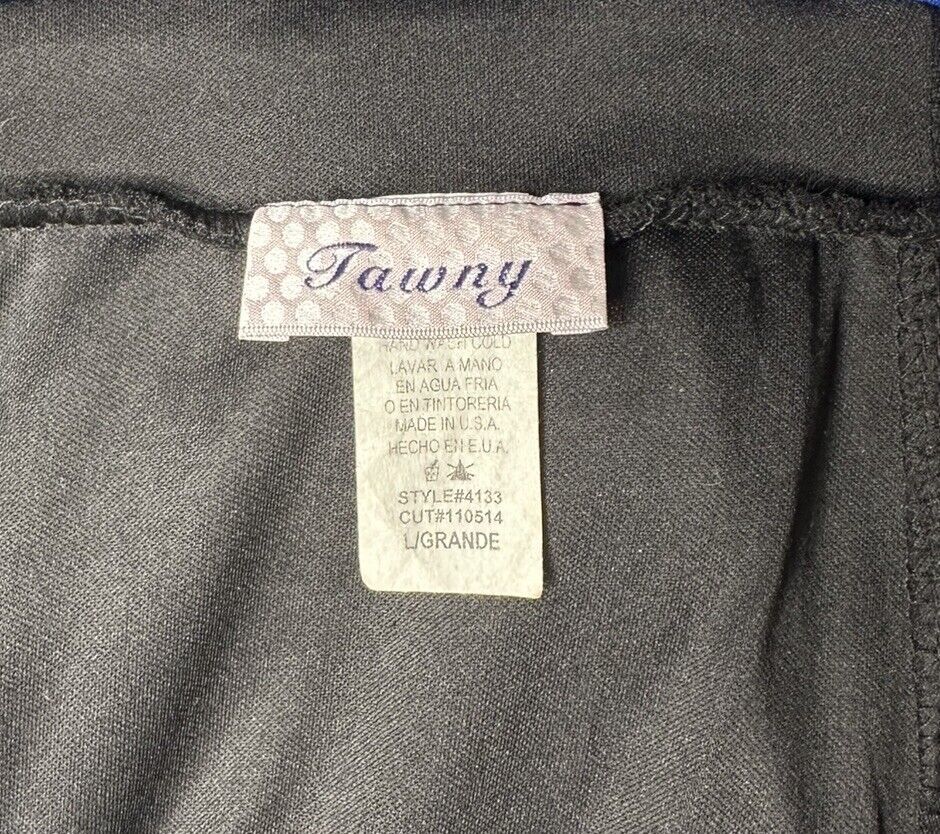 Tawny
HAND WASH COLD
LAVAR A MANO
EN AGUA FRIA
O EN TINTORERIA
MADE IN U.S.A.
HECHO EN E.U.A.
STYLE#4133
CUT#110514
L/GRANDE